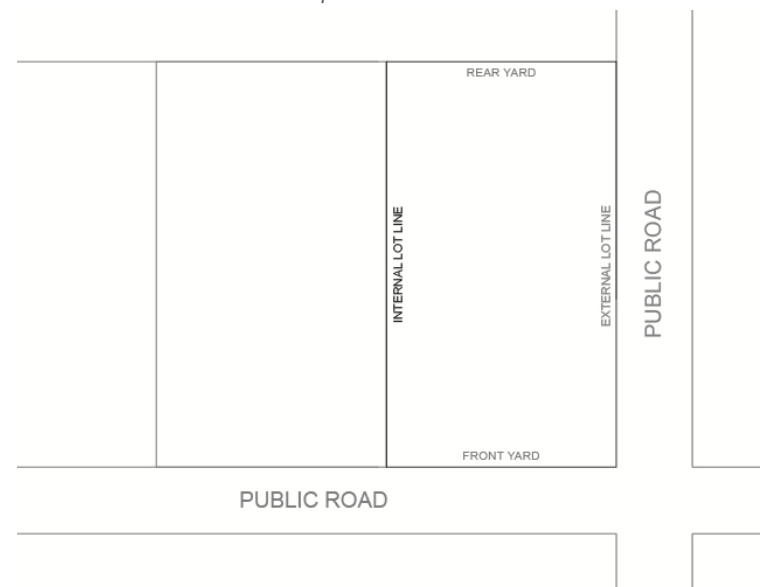 REAR YARD
INTERNAL LOT LINE
EXTERNAL LOT LINE
PUBLIC ROAD
FRONT YARD
PUBLIC ROAD